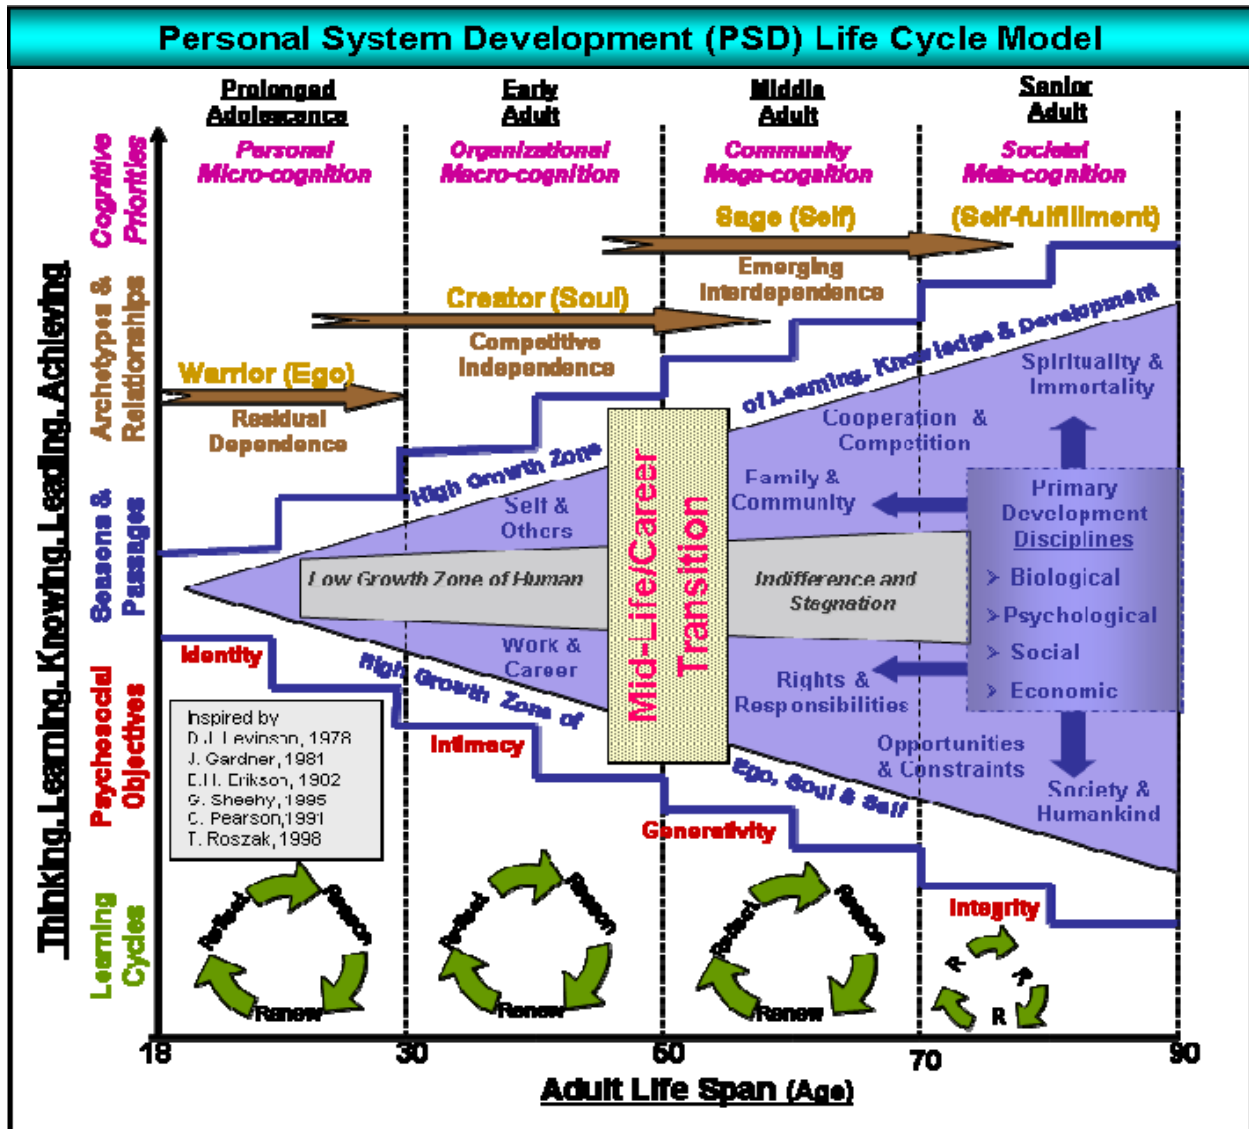 Personal System Development (PSD) Life Cycle Model
Prolonged
Adolescence
Early
Adult
Middle
Adult
Senior
Adult
Personal
Micro-cognition
Organizational
Macro-cognition
Community
Mega-cognition
Societal
Meta-cognition
Cognitive
Priorities
Sage (Self)
(Self-fulfillment)
Emerging
Interdependence
Creator (Soul)
Competitive
Independence
Warrior (Ego)
Residual
Dependence
Archetypes &
Relationships
Thinking, Learning, Knowing, Leading, Achieving
High Growth Zone
of Learning, Knowledge & Development
Spirituality &
Immortality
Cooperation &
Competition
Family &
Community
Self &
Others
Mid-Life/Career
Transition
Primary
Development
Disciplines
➢ Biological
➢ Psychological
➢ Social
➢ Economic
Seasons &
Passages
Low Growth Zone of Human
Indifference and
Stagnation
Work &
Career
Rights &
Responsibilities
Opportunities
& Constraints
Society &
Humankind
High Growth Zone of
Ego, Soul & Self
Psychosocial
Objectives
Identity
Intimacy
Generativity
Integrity
Inspired by
D.J. Levinson, 1978
J. Gardner, 1981
E.H. Erikson, 1902
G. Sheehy, 1995
C. Pearson, 1991
T. Roszak, 1998
Learning
Cycles
Reflect
Reason
Renew
Reflect
Reason
Renew
Reflect
Reason
Renew
R
R
R
18
30
50
70
90
Adult Life Span (Age)